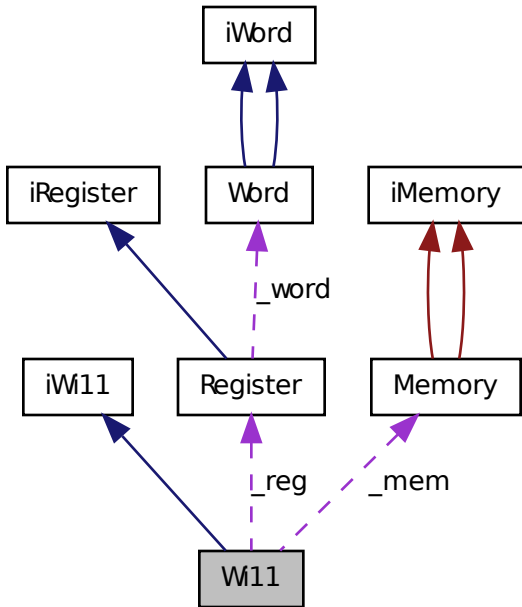 iWord
iRegister
Word
iMemory
_word
iWi11
Register
Memory
_reg
_mem
Wi11